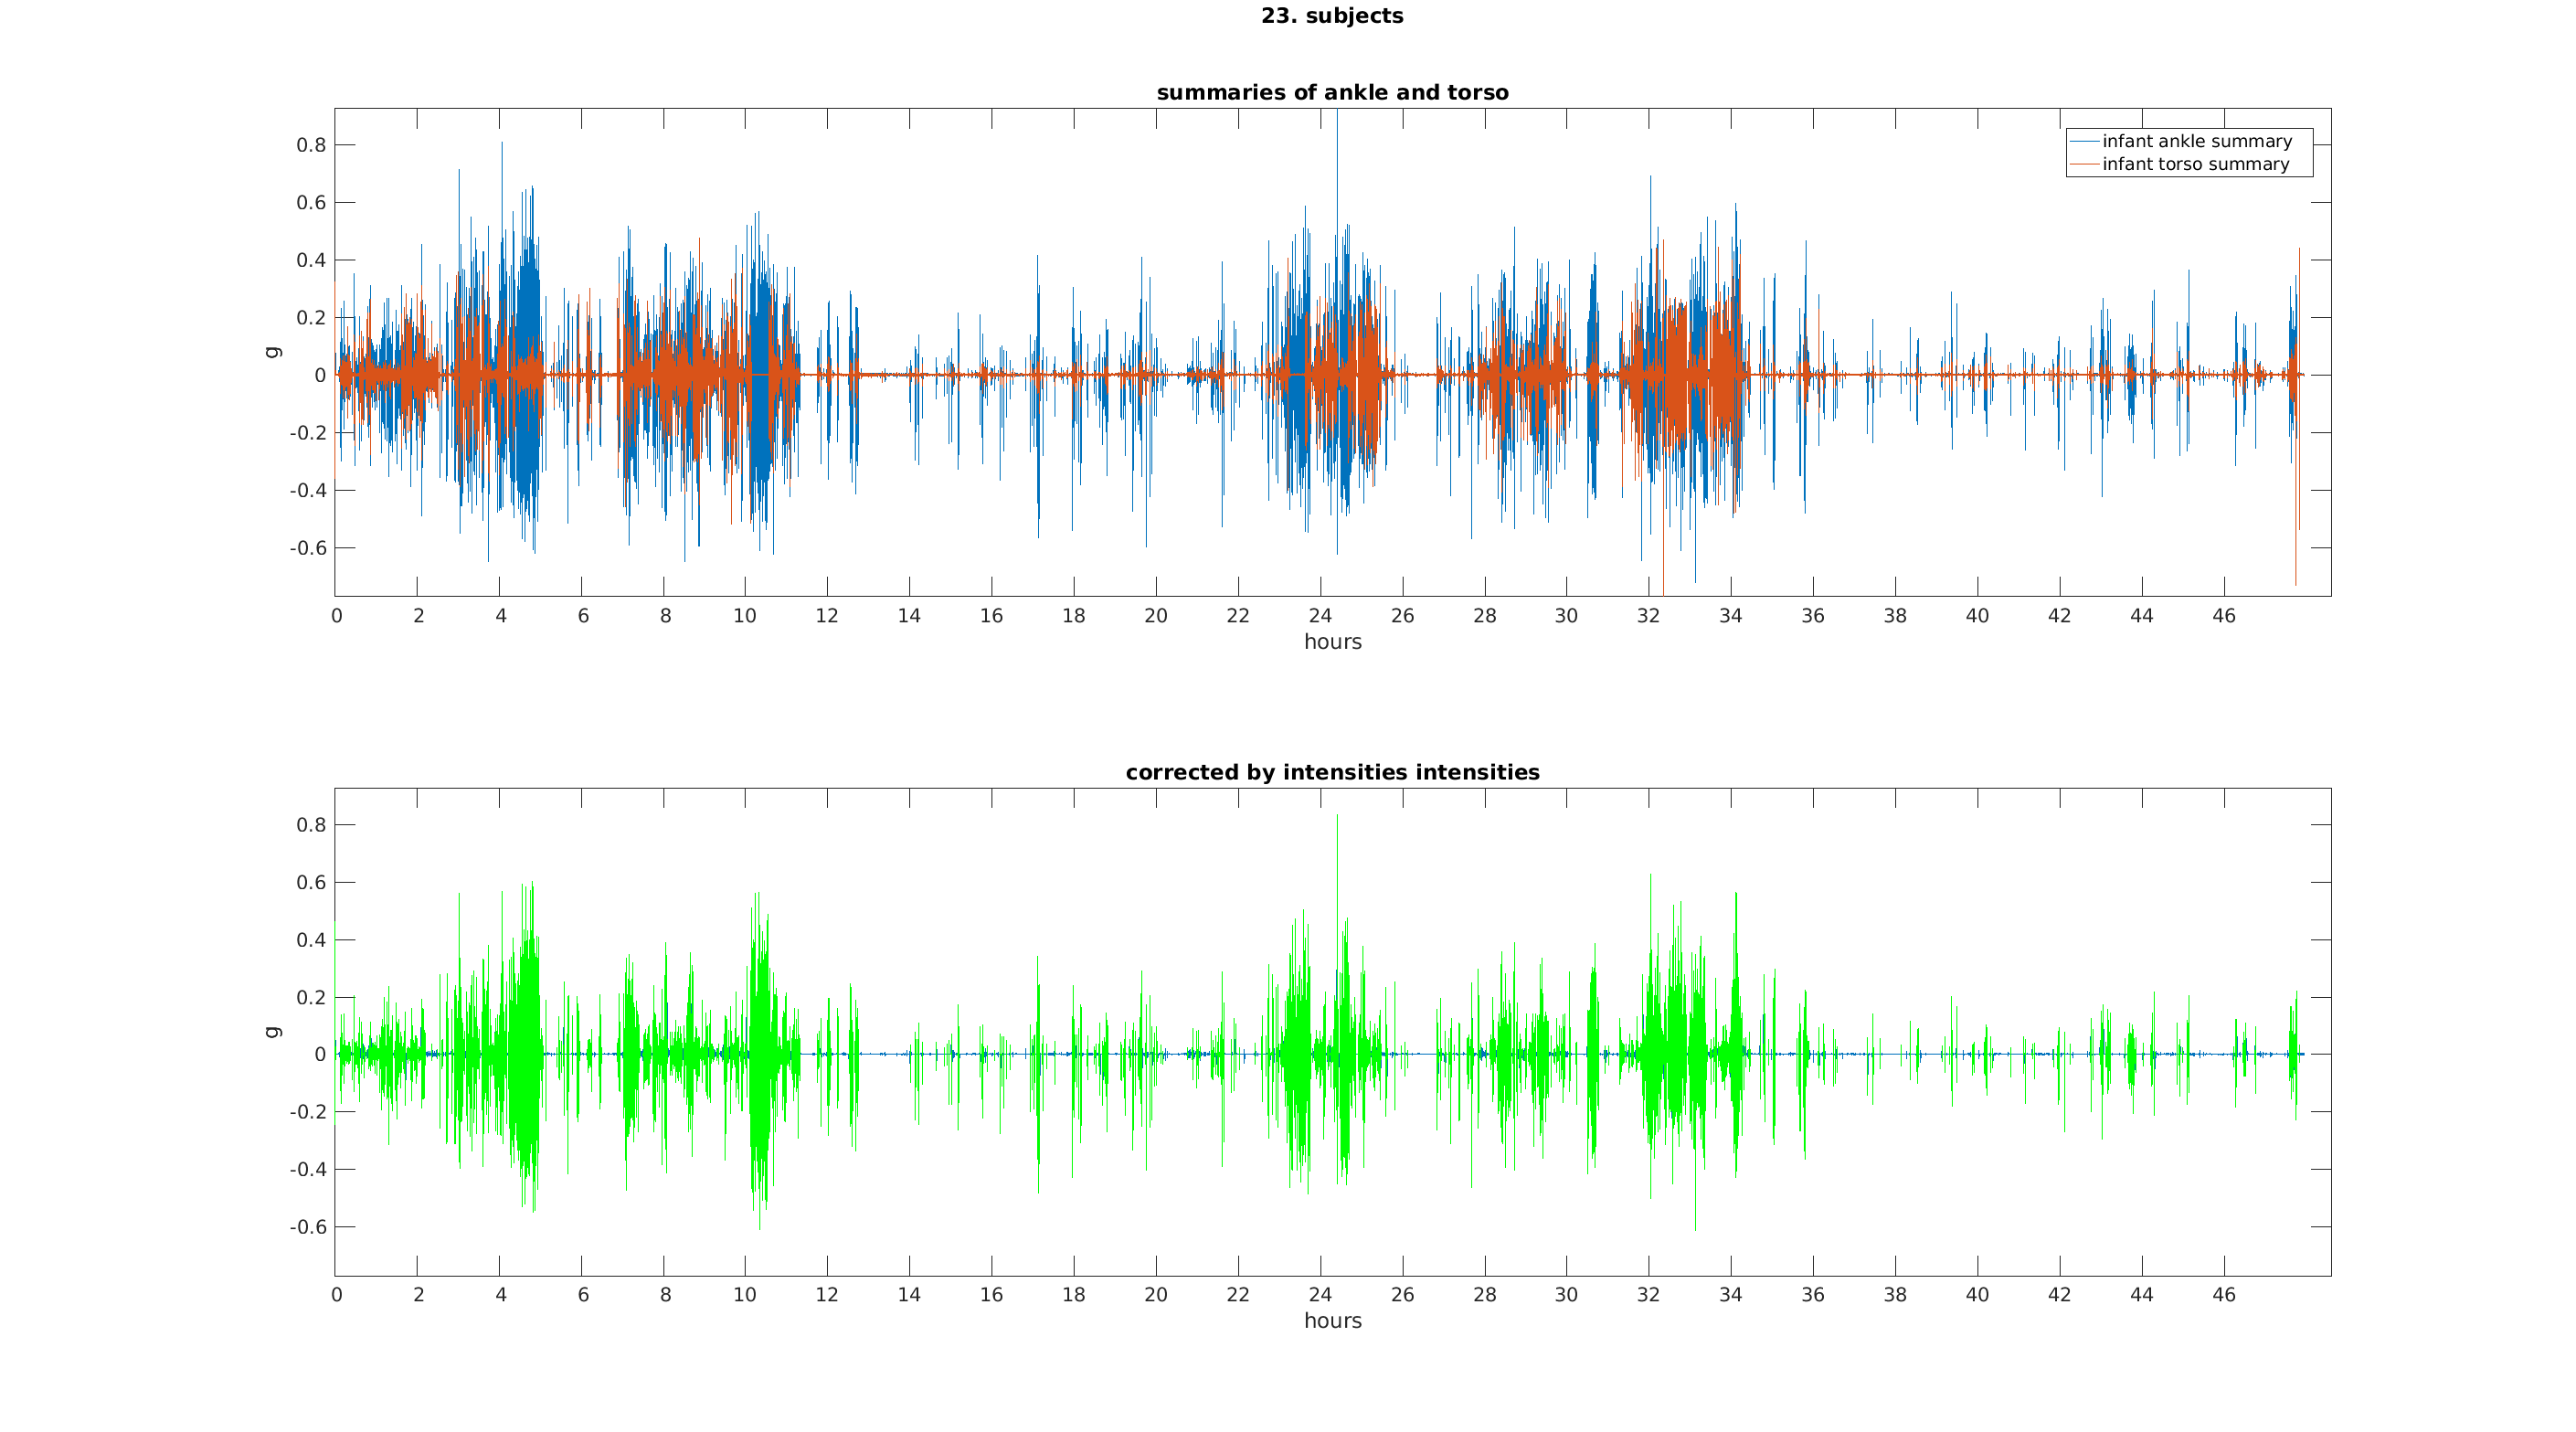 23. subjects
summaries of ankle and torso
infant ankle summary
infant torso summary
0.8
0.6
0.4
0.2
0
-0.2
-0.4
-0.6
g
0 2 4 6 8 10 12 14 16 18 20 22 24 26 28 30 32 34 36 38 40 42 44 46
hours
corrected by intensities intensities
0.8
0.6
0.4
0.2
0
-0.2
-0.4
-0.6
g
0 2 4 6 8 10 12 14 16 18 20 22 24 26 28 30 32 34 36 38 40 42 44 46
hours